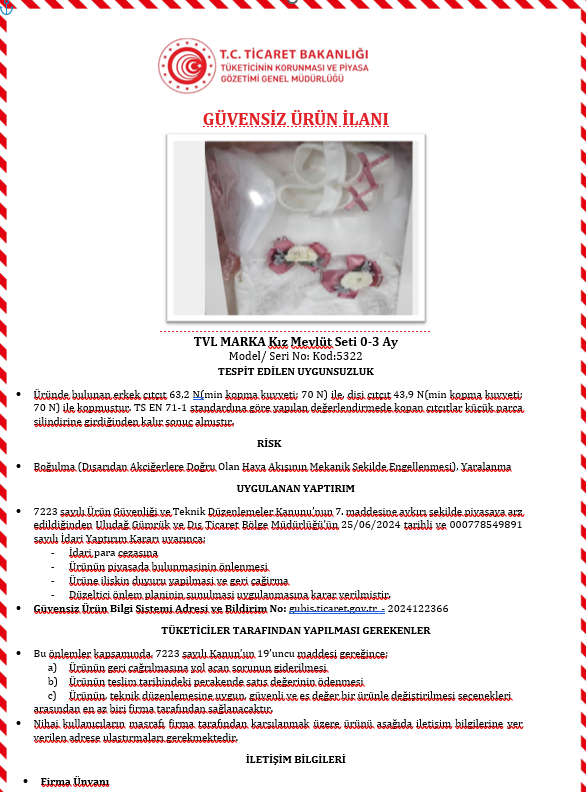 T.C. TİCARET BAKANLIĞI
TÜKETİCİNİN KORUNMASI VE PİYASA
GÖZETİMİ GENEL MÜDÜRLÜĞÜ
GÜVENSİZ ÜRÜN İLANI
TVL MARKA Kız Mevlüt Seti 0-3 Ay
Model/ Seri No: Kod:5322
TESPİT EDİLEN UYGUNSUZLUK
• Üründe bulunan erkek çıtçıt 63,2 N(min kopma kuvveti: 70 N) ile, dişi çıtçıt 43,9 N(min kopma kuvveti:
70 N) ile kopmuştur. TS EN 71-1 standardına göre yapılan değerlendirmede kopan çıtçıtlar küçük parça
silindirine girdiğinden kalır sonuç almıştır.
RİSK
• Boğulma (Dışarıdan Akciğerlere Doğru Olan Hava Akışının Mekanik Şekilde Engellenmesi), Yaralanma
UYGULANAN YAPTIRIM
• 7223 sayılı Ürün Güvenliği ve Teknik Düzenlemeler Kanunu'nun 7. maddesine aykırı şekilde piyasaya arz
edildiğinden Uludağ Gümrük ve Dış Ticaret Bölge Müdürlüğü'ün 25/06/2024 tarihli ve 000778549891
sayılı İdari Yaptırım Kararı uyarınca;
- İdari para cezasına
- Ürünün piyasada bulunmasının önlenmesi
- Ürüne ilişkin duyuru yapılması ve geri çağırma
- Düzeltici önlem planının sunulması uygulanmasına karar verilmiştir.
• Güvensiz Ürün Bilgi Sistemi Adresi ve Bildirim No: gubis.ticaret.gov.tr - 2024122366
TÜKETİCİLER TARAFINDAN YAPILMASI GEREKENLER
• Bu önlemler kapsamında, 7223 sayılı Kanun'un 19'uncu maddesi gereğince;
a) Ürünün geri çağrılmasına yol açan sorunun giderilmesi
b) Ürünün teslim tarihindeki perakende satış değerinin ödenmesi
c) Ürünün, teknik düzenlemesine uygun, güvenli ve eş değer bir ürünle değiştirilmesi seçenekleri
arasından en az biri firma tarafından sağlanacaktır.
• Nihai kullanıcıların masrafı firma tarafından karşılanmak üzere ürünü aşağıda iletişim bilgilerine yer
verilen adrese ulaştırmaları gerekmektedir.
İLETİŞİM BİLGİLERİ
• Firma Ünvanı